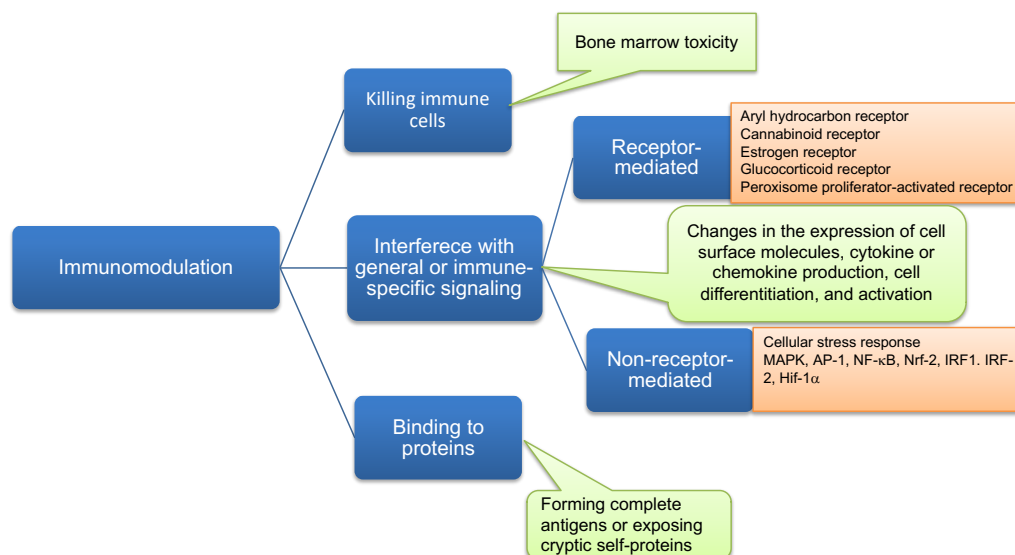 Bone marrow toxicity
Killing immune
cells
Receptor-
mediated
Aryl hydrocarbon receptor
Cannabinoid receptor
Estrogen receptor
Glucocorticoid receptor
Peroxisome proliferator-activated receptor
Immunomodulation
Interferece with
general or immune-
specific signaling
Changes in the expression of cell
surface molecules, cytokine or
chemokine production, cell
differentitiation, and activation
Non-receptor-
mediated
Cellular stress response
MAPK, AP-1, NF-κB, Nrf-2, IRF1. IRF-
2, Hif-1α
Binding to
proteins
Forming complete
antigens or exposing
cryptic self-proteins